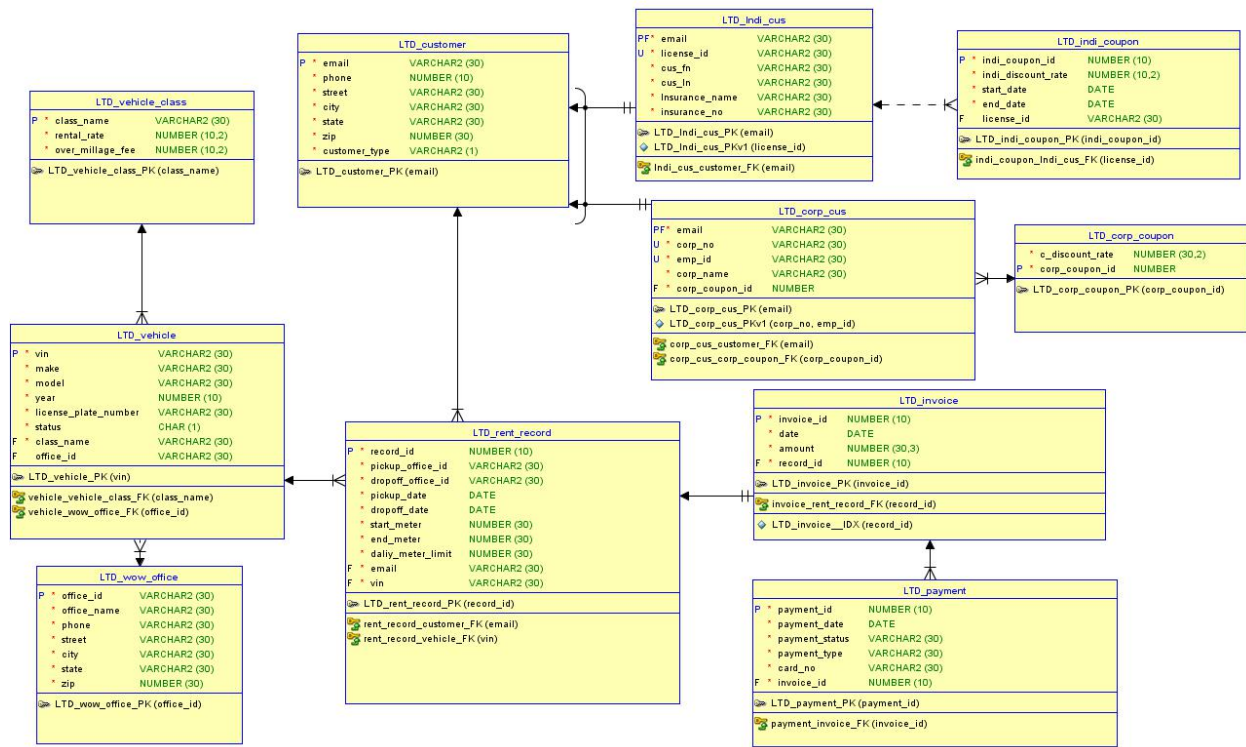 LTD_Indi_cus
PF* email VARCHAR2 (30)
U * license_id VARCHAR2 (30)
* cus_fn VARCHAR2 (30)
* cus_ln VARCHAR2 (30)
* Insurance_name VARCHAR2 (30)
* insurance_no VARCHAR2 (30)
LTD_Indi_cus_PK (email)
LTD_Indi_cus_PKv1 (license_id)
Indi_cus_customer_FK (email)
LTD_customer
P * email VARCHAR2 (30)
* phone NUMBER (10)
* street VARCHAR2 (30)
* city VARCHAR2 (30)
* state VARCHAR2 (30)
* zip NUMBER (30)
* customer_type VARCHAR2 (1)
LTD_customer_PK (email)
LTD_indi_coupon
P * indi_coupon_id NUMBER (10)
* indi_discount_rate NUMBER (10,2)
* start_date DATE
* end_date DATE
F license_id VARCHAR2 (30)
LTD_indi_coupon_PK (indi_coupon_id)
indi_coupon_Indi_cus_FK (license_id)
LTD_vehicle_class
P * class_name VARCHAR2 (30)
* rental_rate NUMBER (10,2)
* over_millage_fee NUMBER (10,2)
LTD_vehicle_class_PK (class_name)
LTD_corp_cus
PF* email VARCHAR2 (30)
U * corp_no VARCHAR2 (30)
U * emp_id VARCHAR2 (30)
* corp_name VARCHAR2 (30)
F * corp_coupon_id NUMBER
LTD_corp_cus_PK (email)
LTD_corp_cus_PKv1 (corp_no, emp_id)
corp_cus_customer_FK (email)
corp_cus_corp_coupon_FK (corp_coupon_id)
LTD_corp_coupon
* c_discount_rate NUMBER (30,2)
P * corp_coupon_id NUMBER
LTD_corp_coupon_PK (corp_coupon_id)
LTD_vehicle
P * vin VARCHAR2 (30)
* make VARCHAR2 (30)
* model VARCHAR2 (30)
* year NUMBER (10)
* license_plate_number VARCHAR2 (30)
* status CHAR (1)
F * class_name VARCHAR2 (30)
F * office_id VARCHAR2 (30)
LTD_vehicle_PK (vin)
vehicle_vehicle_class_FK (class_name)
vehicle_wow_office_FK (office_id)
LTD_rent_record
P * record_id NUMBER (10)
* pickup_office_id VARCHAR2 (30)
* dropoff_office_id VARCHAR2 (30)
* pickup_date DATE
* dropoff_date DATE
* start_meter NUMBER (30)
* end_meter NUMBER (30)
* daliy_meter_limit NUMBER (30)
F * email VARCHAR2 (30)
F * vin VARCHAR2 (30)
LTD_rent_record_PK (record_id)
rent_record_customer_FK (email)
rent_record_vehicle_FK (vin)
LTD_invoice
P * invoice_id NUMBER (10)
* date DATE
* amount NUMBER (30,3)
F * record_id NUMBER (10)
LTD_invoice_PK (invoice_id)
invoice_rent_record_FK (record_id)
LTD_invoice__IDX (record_id)
LTD_wow_office
P * office_id VARCHAR2 (30)
* office_name VARCHAR2 (30)
* phone VARCHAR2 (30)
* street VARCHAR2 (30)
* city VARCHAR2 (30)
* state VARCHAR2 (30)
* zip NUMBER (30)
LTD_wow_office_PK (office_id)
LTD_payment
P * payment_id NUMBER (10)
* payment_date DATE
* payment_status VARCHAR2 (30)
* payment_type VARCHAR2 (30)
* card_no VARCHAR2 (30)
F * invoice_id NUMBER (10)
LTD_payment_PK (payment_id)
payment_invoice_FK (invoice_id)